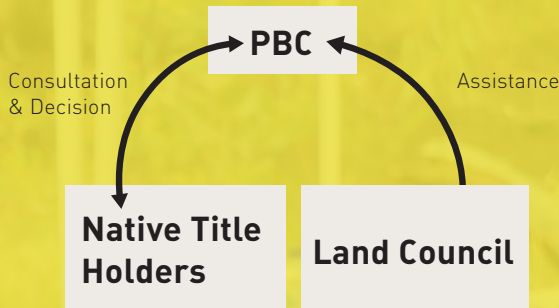 PBC
Consultation
& Decision
Assistance
Native Title
Holders
Land Council